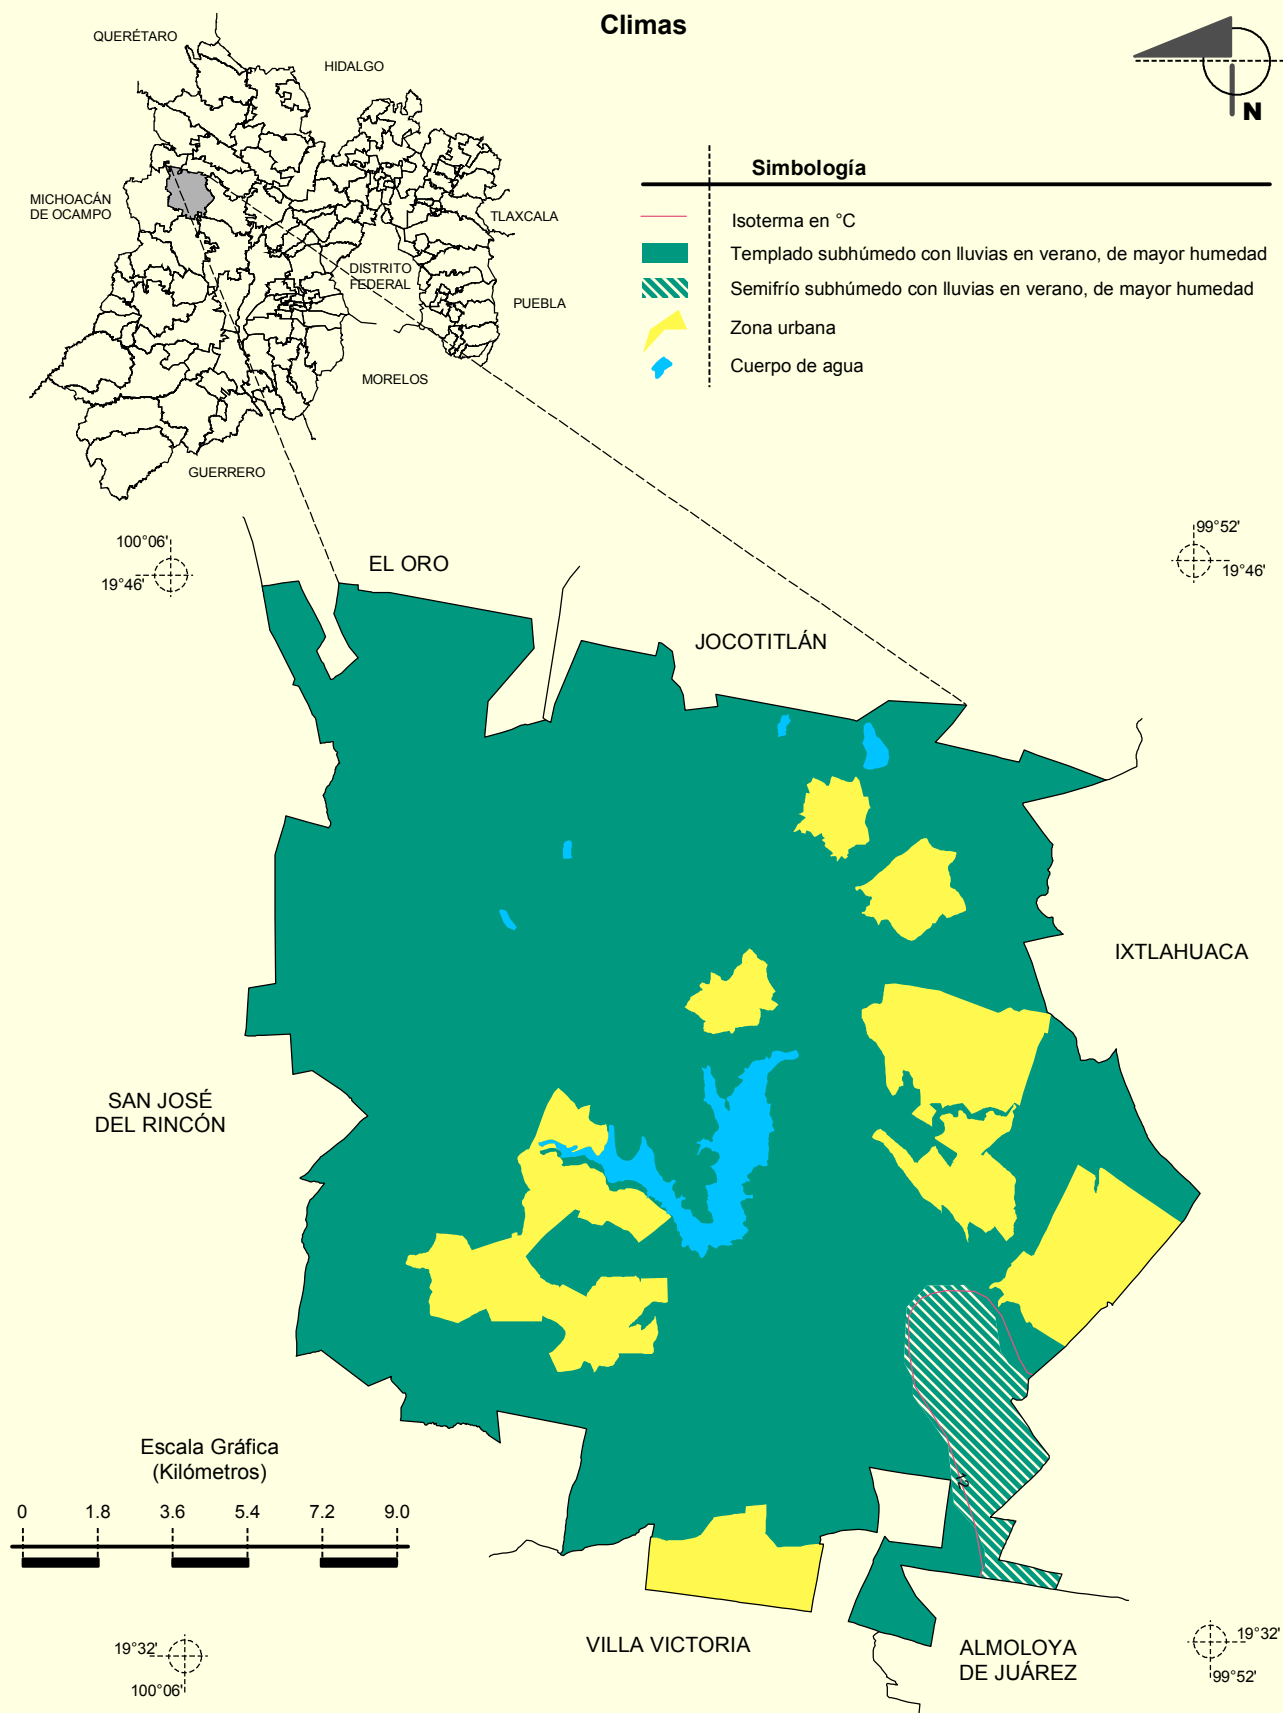 Climas
QUERÉTARO
HIDALGO
N
MICHOACÁN
DE OCAMPO
TLAXCALA
DISTRITO
FEDERAL
PUEBLA
MORELOS
GUERRERO
Simbología
Isoterma en °C
Templado subhúmedo con lluvias en verano, de mayor humedad
Semifrío subhúmedo con lluvias en verano, de mayor humedad
Zona urbana
Cuerpo de agua
100°06'
19°46'
99°52'
19°46'
EL ORO
JOCOTITLÁN
IXTLAHUACA
SAN JOSÉ
DEL RINCÓN
12
Escala Gráfica
(Kilómetros)
0 1.8 3.6 5.4 7.2 9.0
VILLA VICTORIA
ALMOLOYA
DE JUÁREZ
19°32'
100°06'
19°32'
99°52'